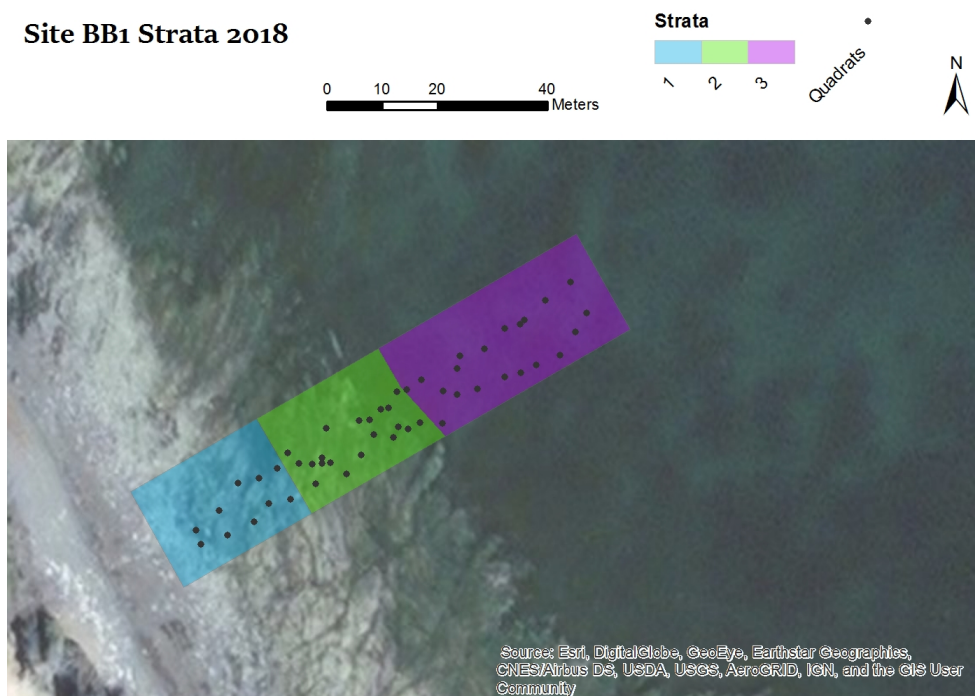 Site BB1 Strata 2018
Strata
1 2 3
Quadrats
N
0 10 20 40
Meters
Source: Esri, DigitalGlobe, GeoEye, Earthstar Geographics,
CNES/Airbus DS, USDA, USGS, AeroGRID, IGN, and the GIS User
Community